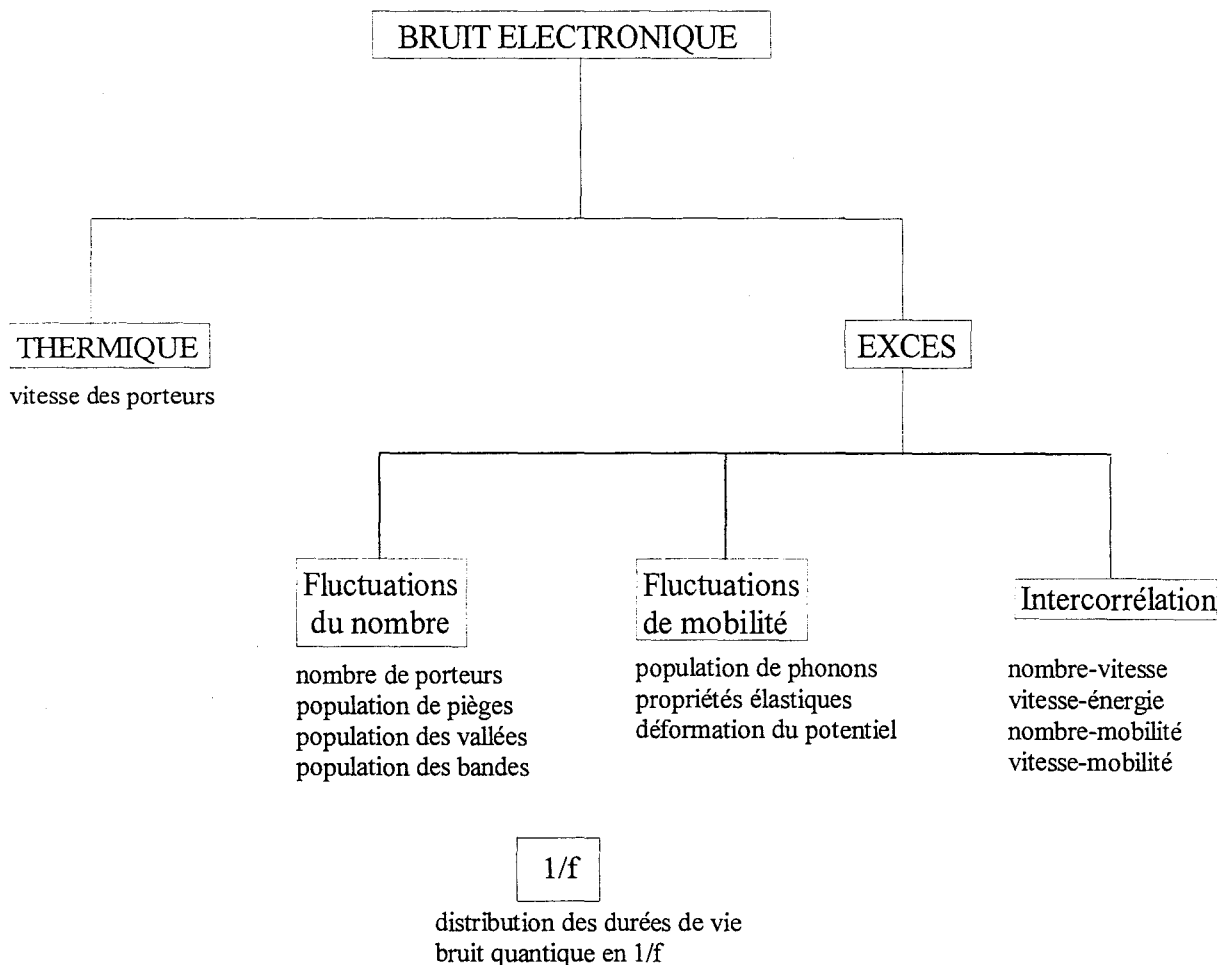 BRUIT ELECTRONIQUE
THERMIQUE
vitesse des porteurs
EXCES
Fluctuations
du nombre
nombre de porteurs
population de pièges
population des vallées
population des bandes
Fluctuations
de mobilité
population de phonons
propriétés élastiques
déformation du potentiel
Intercorrélation
nombre-vitesse
vitesse-énergie
nombre-mobilité
vitesse-mobilité
1/f
distribution des durées de vie
bruit quantique en 1/f